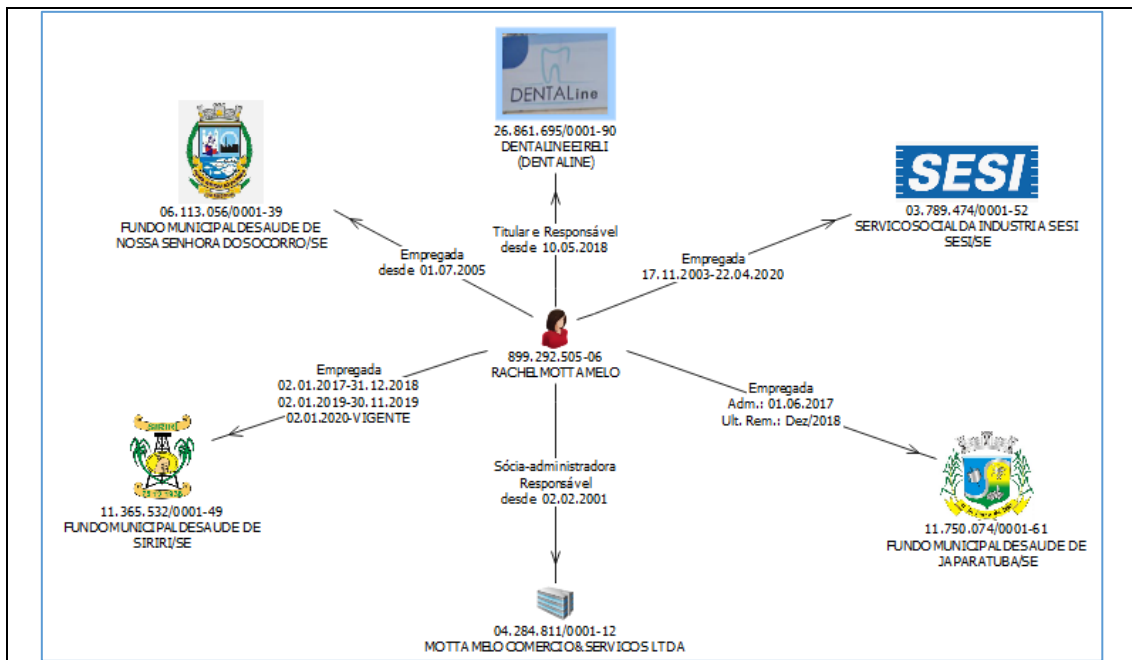 DENTALine
26.861.695/0001-90
DENTALINE EIRELI
(DENTALINE)
06.113.056/0001-39
FUNDO MUNICIPAL DE SAUDE DE
NOSSA SENHORA DO SOCORRO/SE
SESI
03.789.474/0001-52
SERVICO SOCIAL DA INDUSTRIA SESI
SESI/SE
Titular e Responsável
desde 10.05.2018
Empregada
desde 01.07.2005
Empregada
17.11.2003-22.04.2020
899.292.505-06
RACHEL MOTTA MELO
Empregada
02.01.2017-31.12.2018
02.01.2019-30.11.2019
02.01.2020-VIGENTE
Empregada
Adm.: 01.06.2017
Ult. Rem.: Dez/2018
Sócia-administradora
Responsável
desde 02.02.2001
SIRIRI
11.365.532/0001-49
FUNDO MUNICIPAL DE SAUDE DE
SIRIRI/SE
11.750.074/0001-61
FUNDO MUNICIPAL DE SAUDE DE
JAPARATUBA/SE
04.284.811/0001-12
MOTTA MELO COMERCIO & SERVICOS LTDA